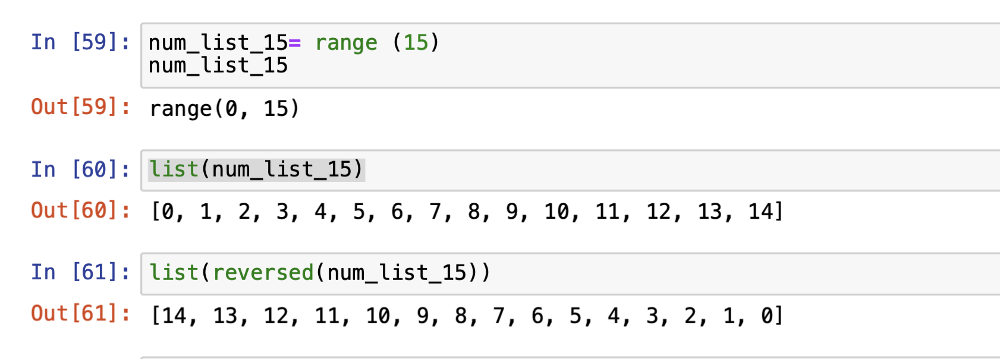 In [59]: num_list_15= range (15)
num_list_15
Out[59]: range(0, 15)
In [60]: list(num_list_15)
Out[60]: [0, 1, 2, 3, 4, 5, 6, 7, 8, 9, 10, 11, 12, 13, 14]
In [61]: list(reversed(num_list_15))
Out[61]: [14, 13, 12, 11, 10, 9, 8, 7, 6, 5, 4, 3, 2, 1, 0]